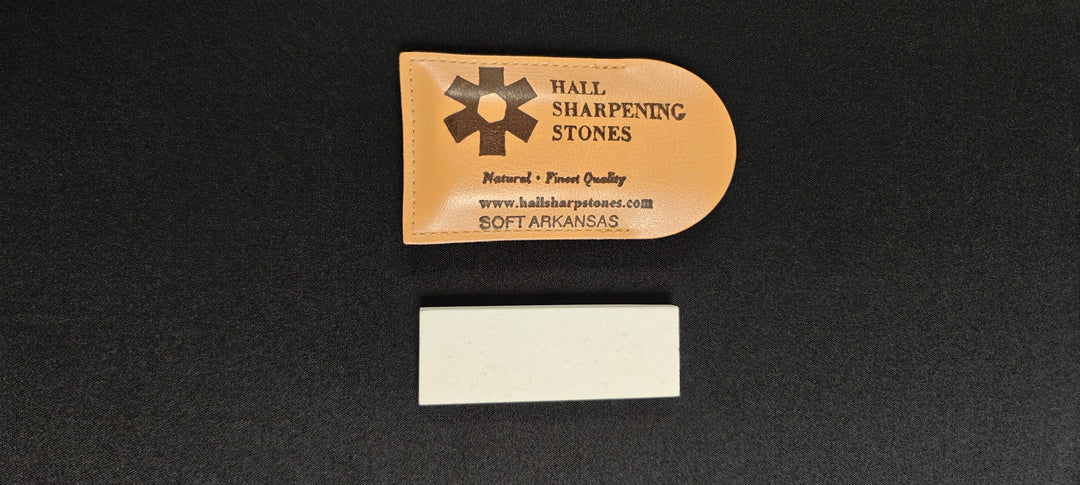 HALL
SHARPENING
STONES
Natural • Finest Quality
www.hallsharpstones.com
SOFT ARKANSAS